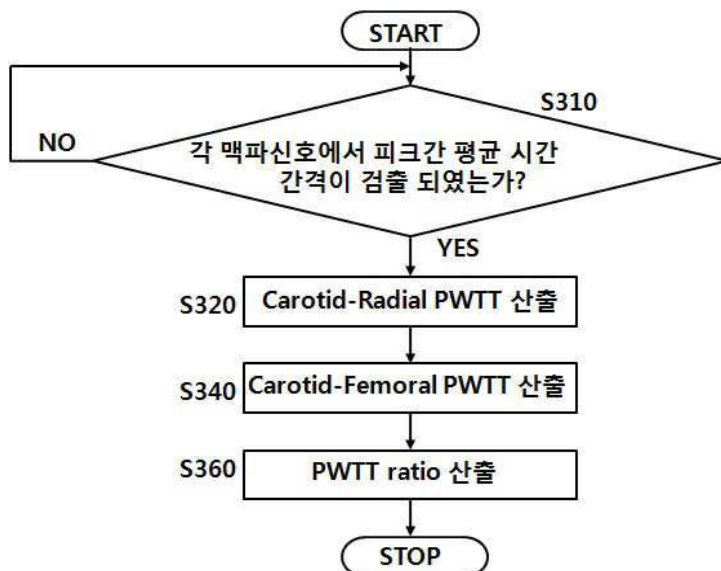 START
S310
NO
각 맥파신호에서 피크간 평균 시간
간격이 검출 되였는가?
YES
S320
Carotid-Radial PWTT 산출
S340
Carotid-Femoral PWTT 산출
S360
PWTT ratio 산출
STOP